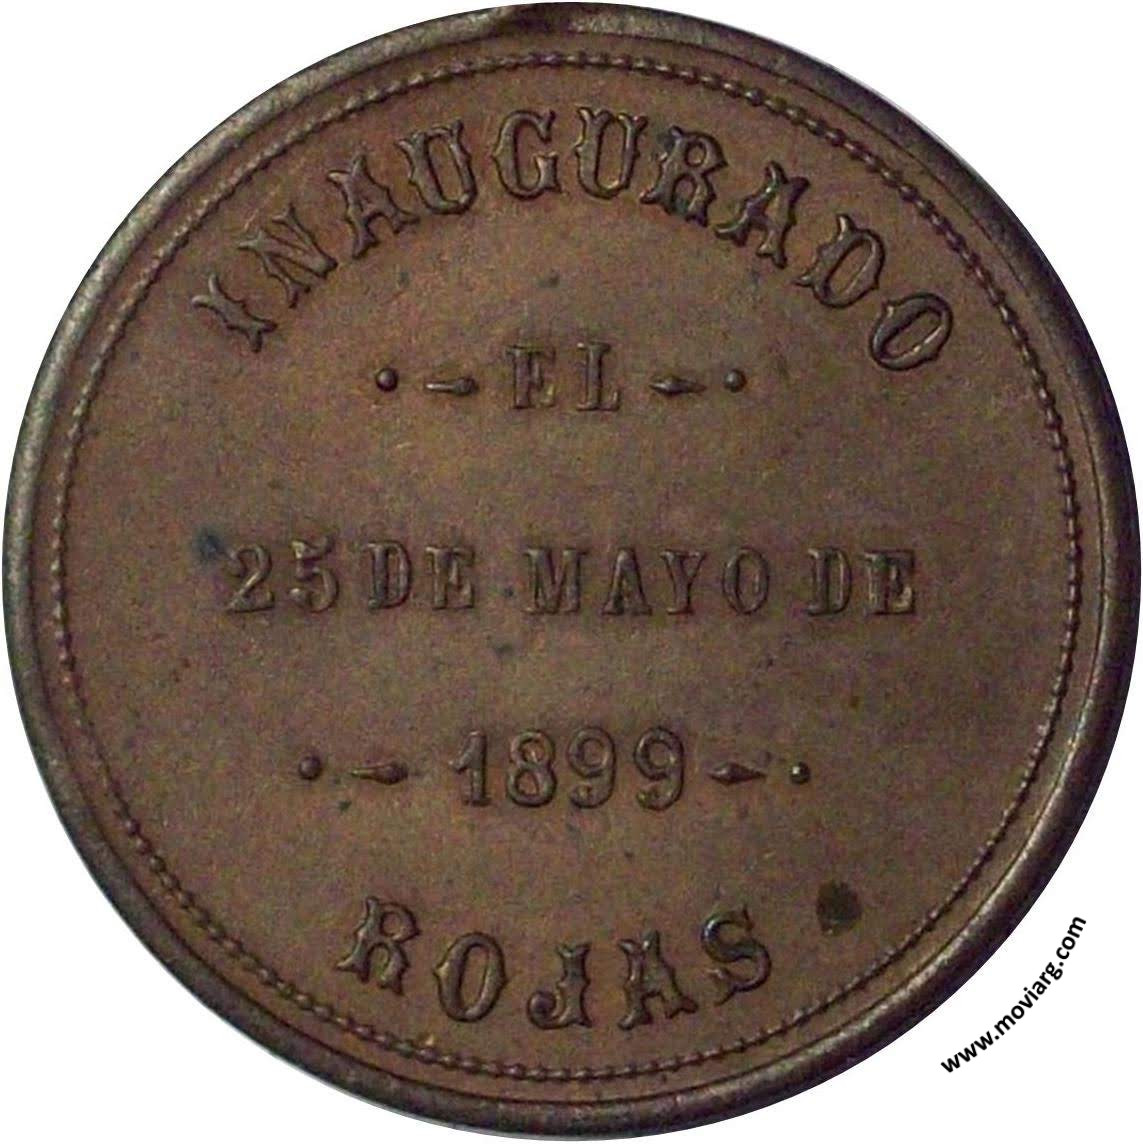 INAUGURADO
EL
25 DE MAYO DE
1899
ROJAS
www.moviarg.com